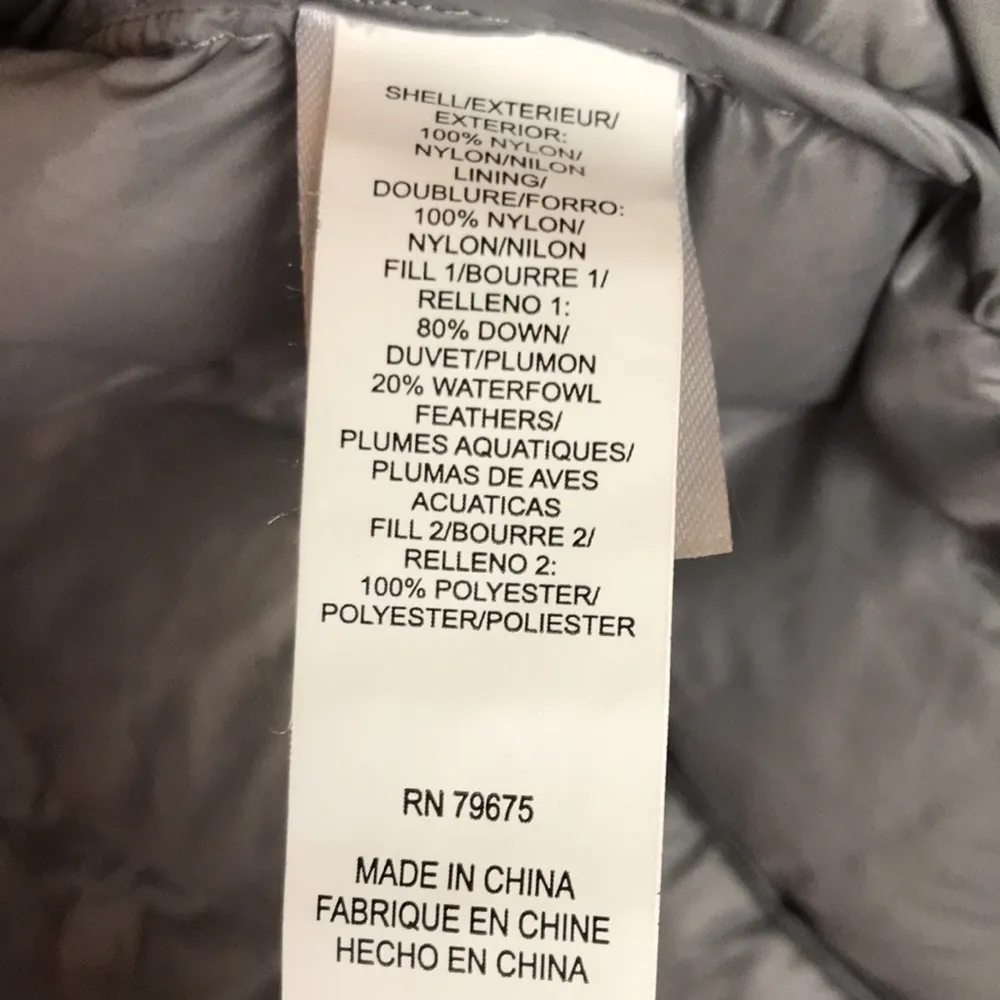 SHELL/EXTERIEUR/
EXTERIOR:
100% NYLON/
NYLON/NILON
LINING/
DOUBLURE/FORRO:
100% NYLON/
NYLON/NILON
FILL 1/BOURRE 1/
RELLENO 1:
80% DOWN/
DUVET/PLUMON
20% WATERFOWL
FEATHERS/
PLUMES AQUATIQUES/
PLUMAS DE AVES
ACUATICAS
FILL 2/BOURRE 2/
RELLENO 2:
100% POLYESTER/
POLYESTER/POLIESTER
RN 79675
MADE IN CHINA
FABRIQUE EN CHINE
HECHO EN CHINA